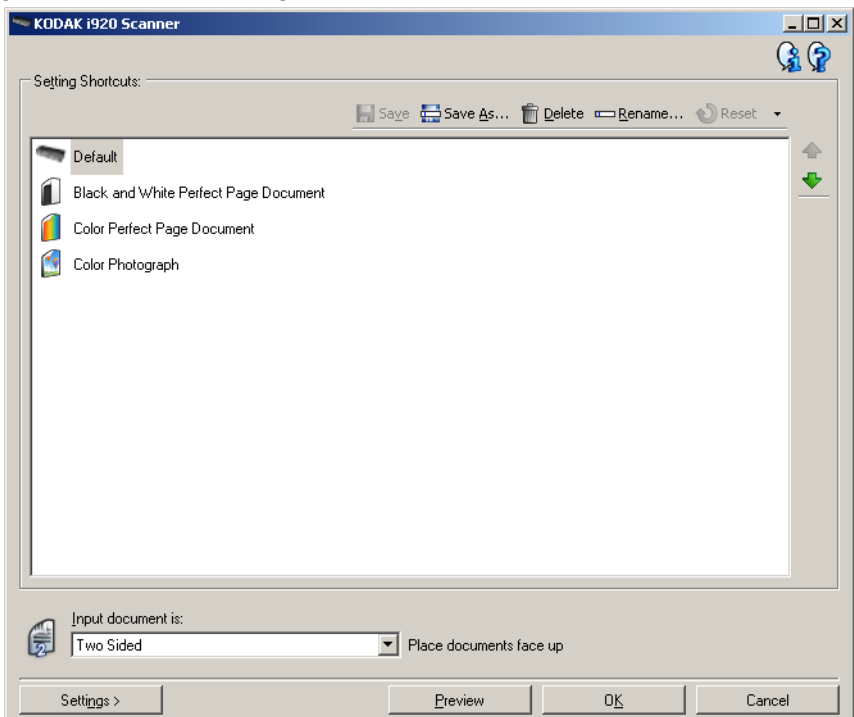 KODAK i920 Scanner
Setting Shortcuts:
Save Save As... Delete Rename... Reset
Default
Black and White Perfect Page Document
Color Perfect Page Document
Color Photograph
Input document is:
2 Two Sided Place documents face up
Settings > Preview OK Cancel